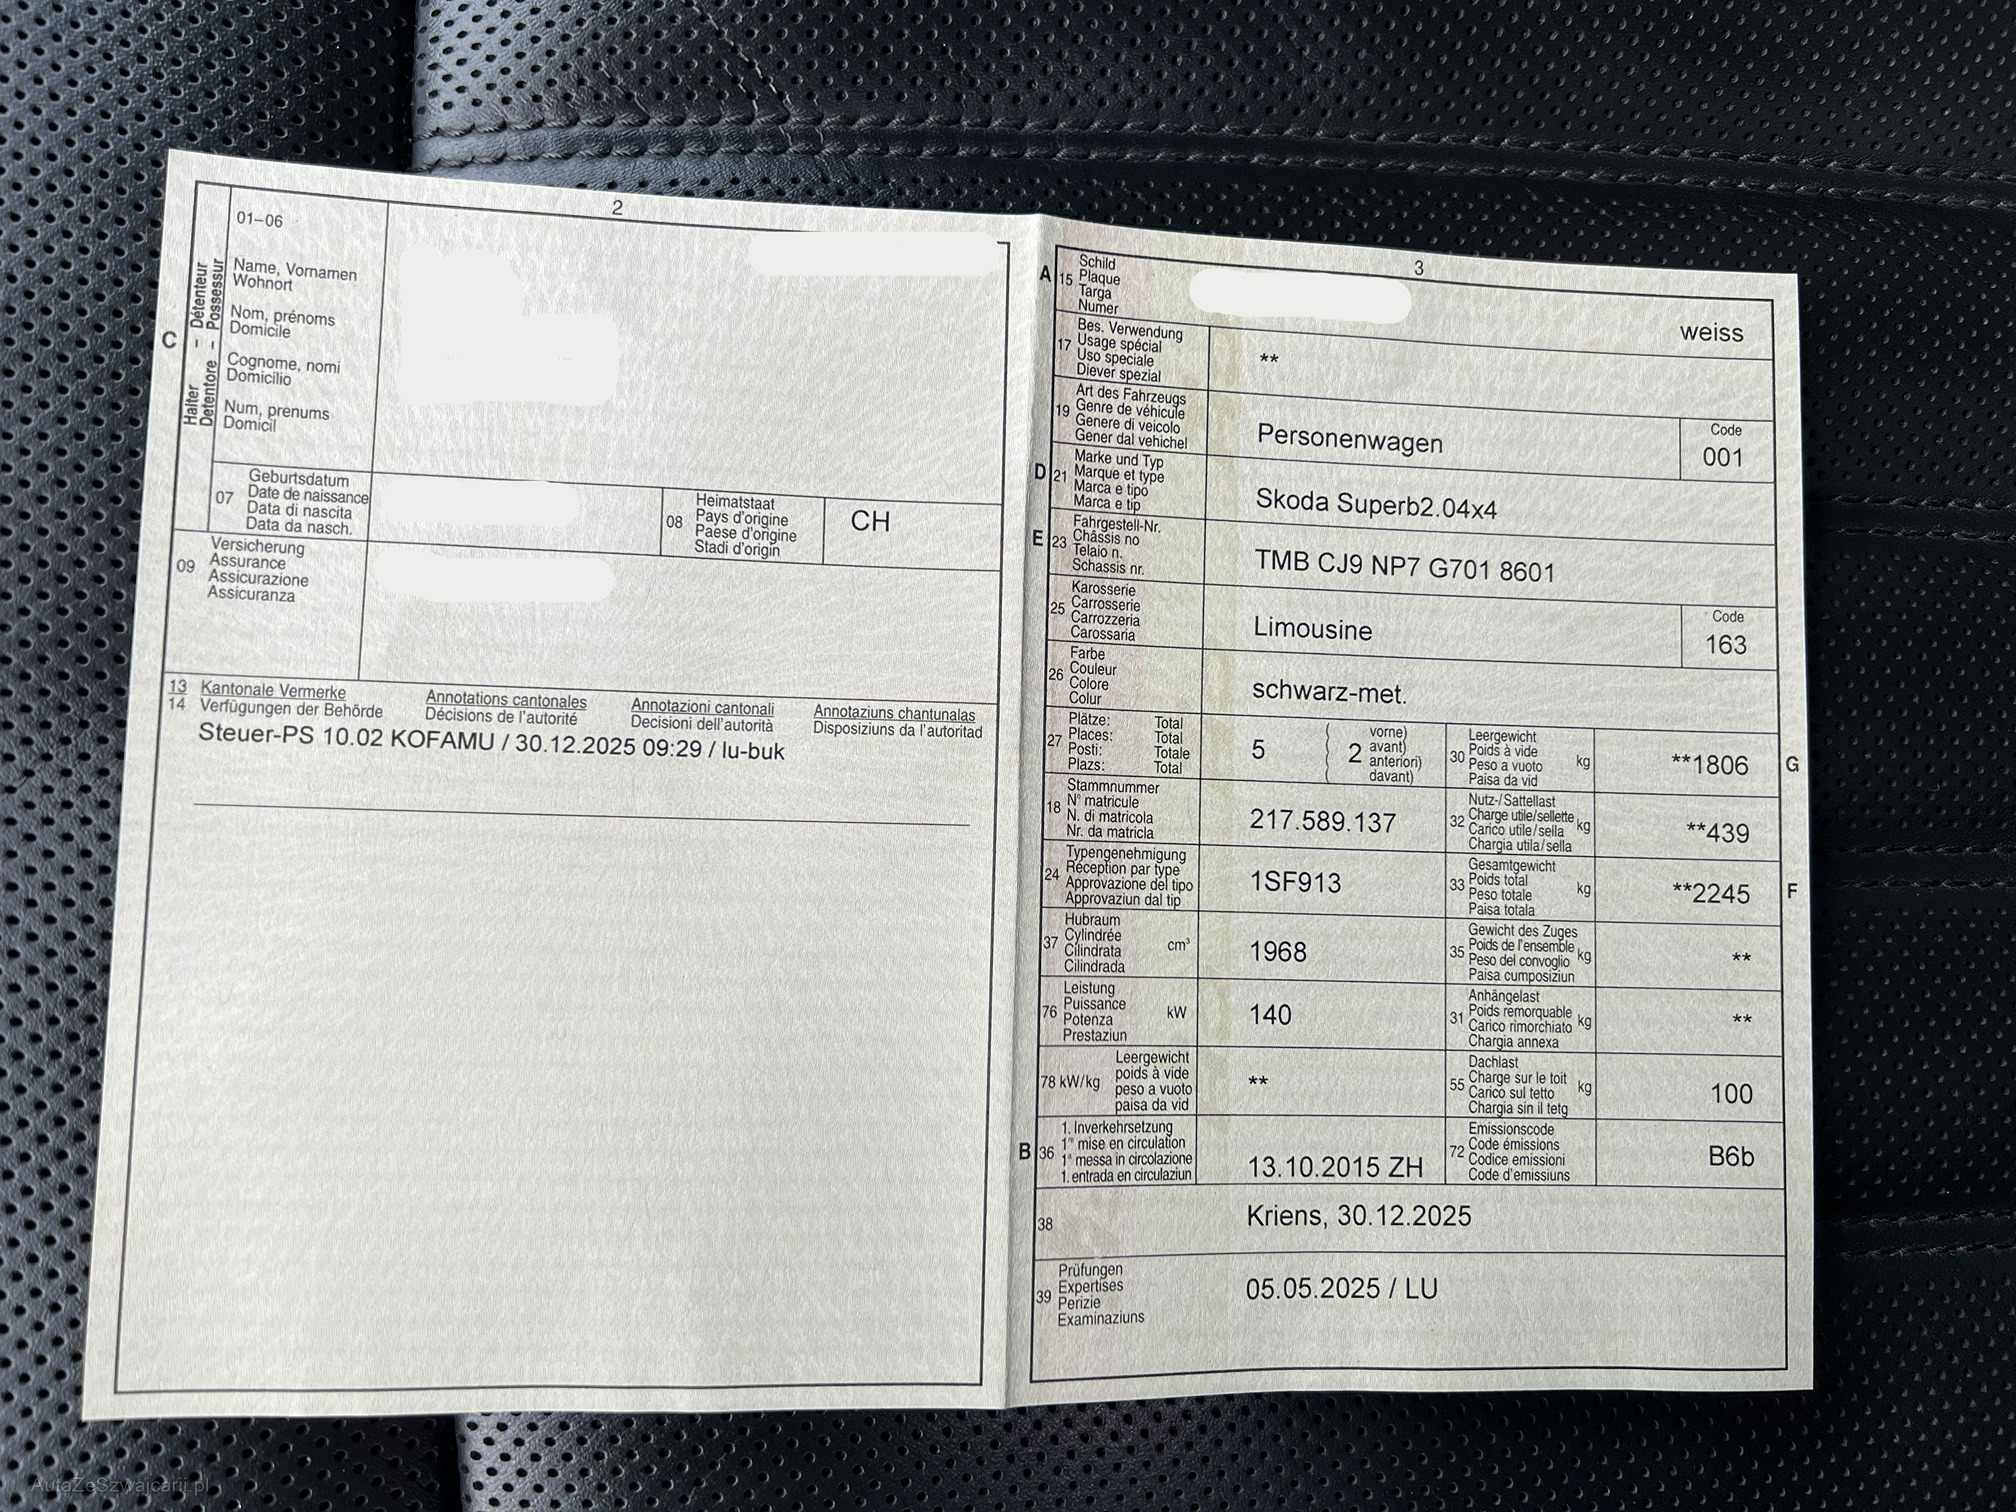 2
01–06
Name, Vornamen
Wohnort
Nom, prénoms
Domicile
Cognome, nomi
Domicilio
Num, prenums
Domicil
C
Halter – Détenteur
Detentore – Possessur
07
Geburtsdatum
Date de naissance
Data di nascita
Data da nasch.
08
Heimatstaat
Pays d'origine
Paese d'origine
Stadi d'origin
CH
09
Versicherung
Assurance
Assicurazione
Assicuranza
13 Kantonale Vermerke Annotations cantonales Annotazioni cantonali Annotaziuns chantunalas
14 Verfügungen der Behörde Décisions de l'autorité Decisioni dell'autorità Disposiziuns da l'autoritad
Steuer-PS 10.02 KOFAMU / 30.12.2025 09:29 / lu-buk
3
A 15
Schild
Plaque
Targa
Numer
weiss
17
Bes. Verwendung
Usage spécial
Uso speciale
Diever spezial
**
19
Art des Fahrzeugs
Genre de véhicule
Genere di veicolo
Gener dal vehichel
Personenwagen
Code
001
D 21
Marke und Typ
Marque et type
Marca e tipo
Marca e tip
Skoda Superb2.04x4
E 23
Fahrgestell-Nr.
Châssis no
Telaio n.
Schassis nr.
TMB CJ9 NP7 G701 8601
25
Karosserie
Carrosserie
Carrozzeria
Carossaria
Limousine
Code
163
26
Farbe
Couleur
Colore
Colur
schwarz-met.
27
Plätze: Total
Places: Total
Posti: Totale
Plazs: Total
5
2
vorne)
avant)
anteriori)
davant)
30
Leergewicht
Poids à vide
Peso a vuoto
Paisa da vid
kg
**1806
G
18
Stammnummer
N° matricule
N. di matricola
Nr. da matricla
217.589.137
32
Nutz-/Sattellast
Charge utile/sellette
Carico utile/sella
Chargia utila/sella
kg
**439
24
Typengenehmigung
Réception par type
Approvazione del tipo
Approvaziun dal tip
1SF913
33
Gesamtgewicht
Poids total
Peso totale
Paisa totala
kg
**2245
F
37
Hubraum
Cylindrée
Cilindrata
Cilindrada
cm³
1968
35
Gewicht des Zuges
Poids de l'ensemble
Peso del convoglio
Paisa cumposiziun
kg
**
76
Leistung
Puissance
Potenza
Prestaziun
kW
140
31
Anhängelast
Poids remorquable
Carico rimorchiato
Chargia annexa
kg
**
78 kW/kg
Leergewicht
poids à vide
peso a vuoto
paisa da vid
**
55
Dachlast
Charge sur le toit
Carico sul tetto
Chargia sin il tetg
kg
100
B 36
1. Inverkehrsetzung
1re mise en circulation
1a messa in circolazione
1. entrada en circulaziun
13.10.2015 ZH
72
Emissionscode
Code émissions
Codice emissioni
Code d'emissiuns
B6b
38
Kriens, 30.12.2025
39
Prüfungen
Expertises
Perizie
Examinaziuns
05.05.2025 / LU
AutaZeSzwajcarii.pl